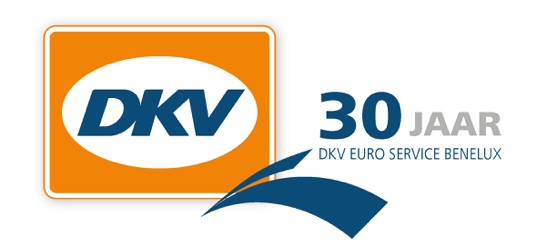 DKV
30 JAAR
DKV EURO SERVICE BENELUX